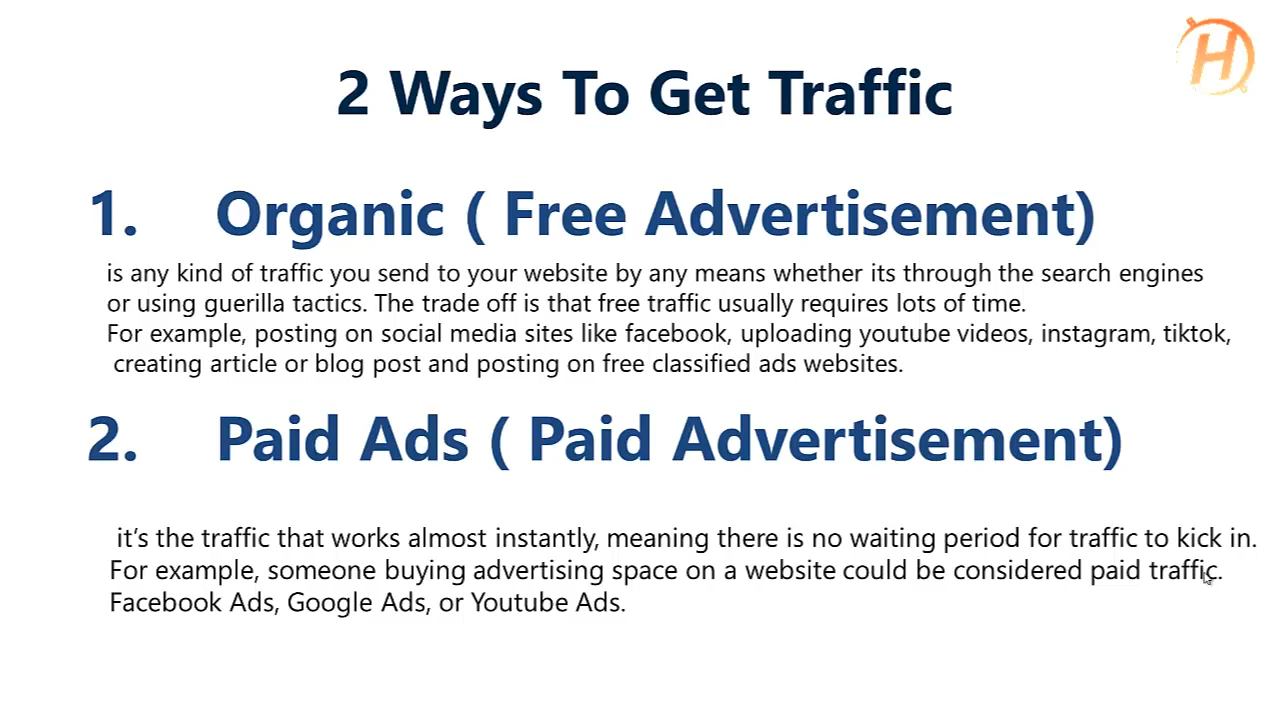 H
2 Ways To Get Traffic
1. Organic ( Free Advertisement)
is any kind of traffic you send to your website by any means whether its through the search engines
or using guerilla tactics. The trade off is that free traffic usually requires lots of time.
For example, posting on social media sites like facebook, uploading youtube videos, instagram, tiktok,
creating article or blog post and posting on free classified ads websites.
2. Paid Ads ( Paid Advertisement)
it’s the traffic that works almost instantly, meaning there is no waiting period for traffic to kick in.
For example, someone buying advertising space on a website could be considered paid traffic.
Facebook Ads, Google Ads, or Youtube Ads.